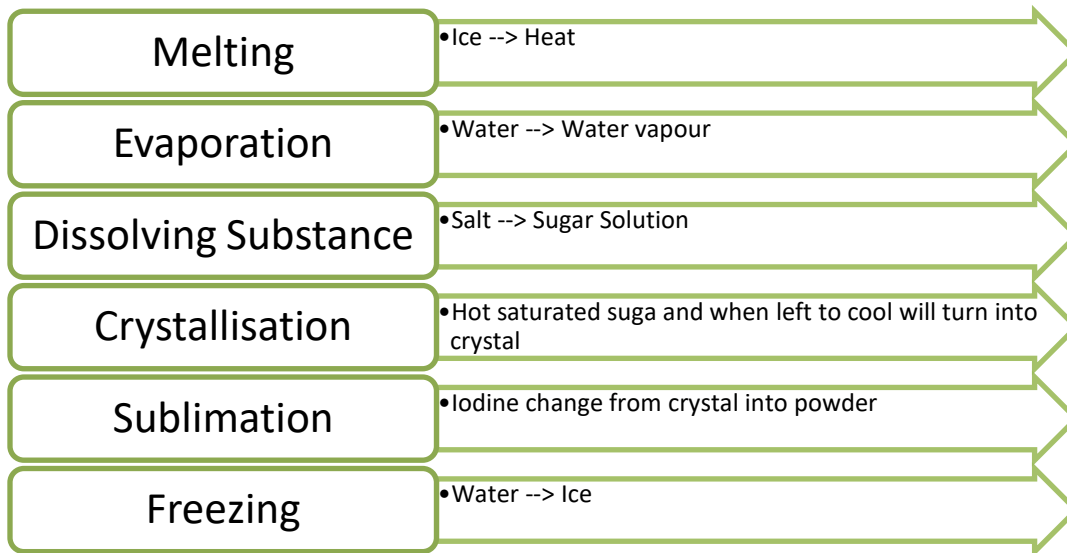 Melting
•Ice --> Heat
Evaporation
•Water --> Water vapour
Dissolving Substance
•Salt --> Sugar Solution
Crystallisation
•Hot saturated suga and when left to cool will turn into
crystal
Sublimation
•Iodine change from crystal into powder
Freezing
•Water --> Ice